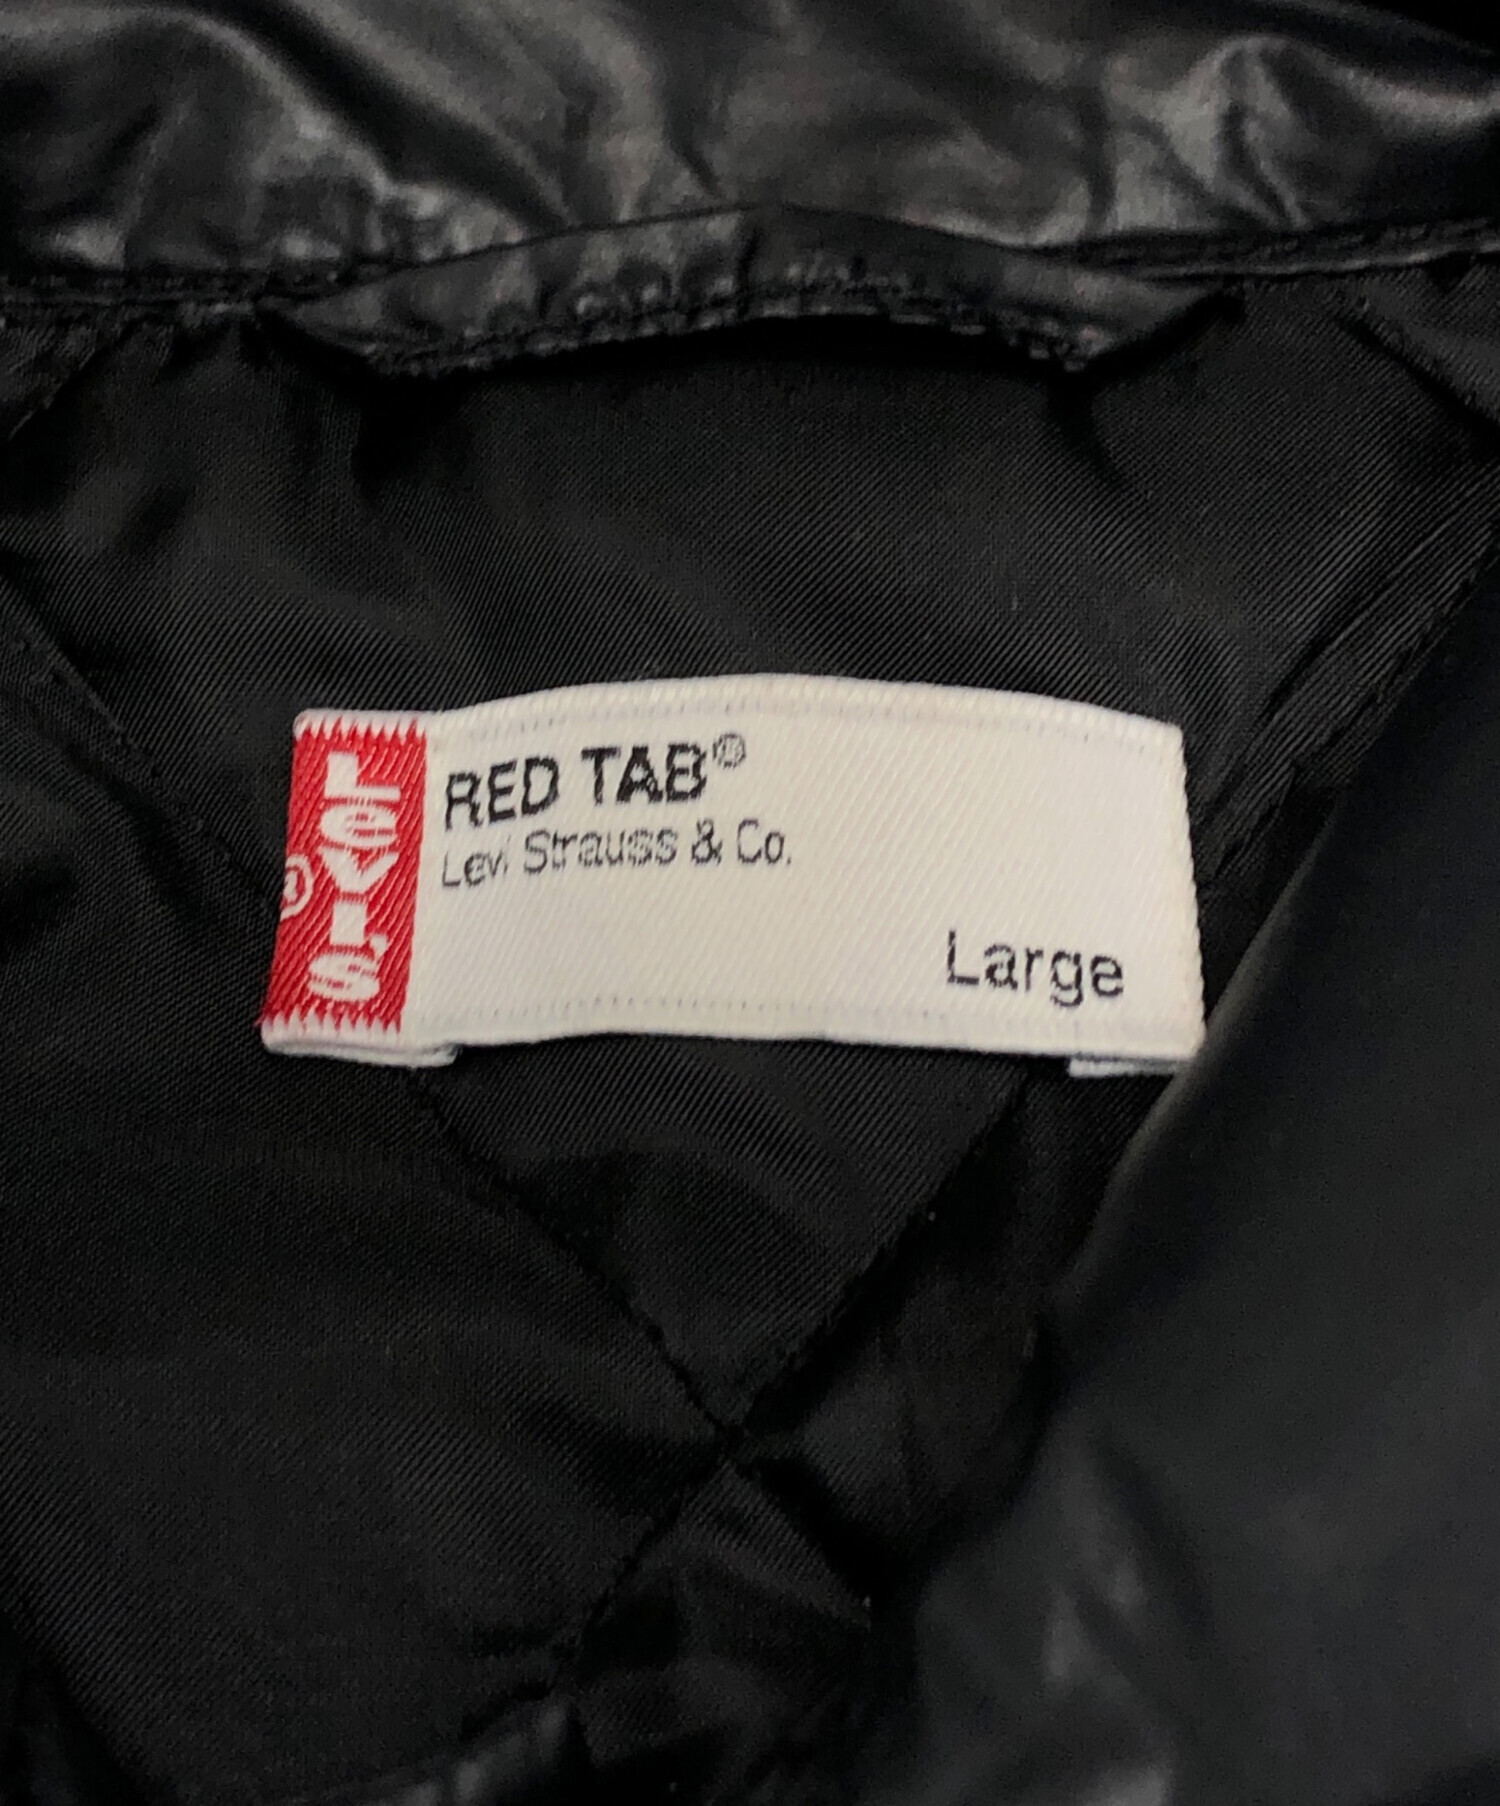 LEVI'S®
RED TAB®
Levi Strauss & Co.
Large